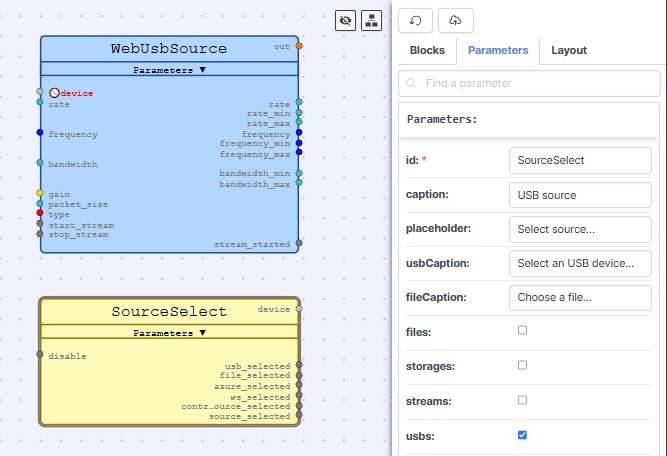 WebUsbSource
out
Parameters ▼
device
rate
rate
rate_min
rate_max
frequency
frequency
frequency_min
frequency_max
bandwidth
bandwidth_min
bandwidth_max
gain
packet_size
type
start_stream
stop_stream
stream_started
SourceSelect
device
Parameters ▼
disable
usb_selected
file_selected
azure_selected
ws_selected
contr…ource_selected
source_selected
Blocks
Parameters
Layout
Find a parameter
Parameters:
id: * SourceSelect
caption: USB source
placeholder: Select source...
usbCaption: Select an USB device...
fileCaption: Choose a file...
files:
storages:
streams:
usbs: